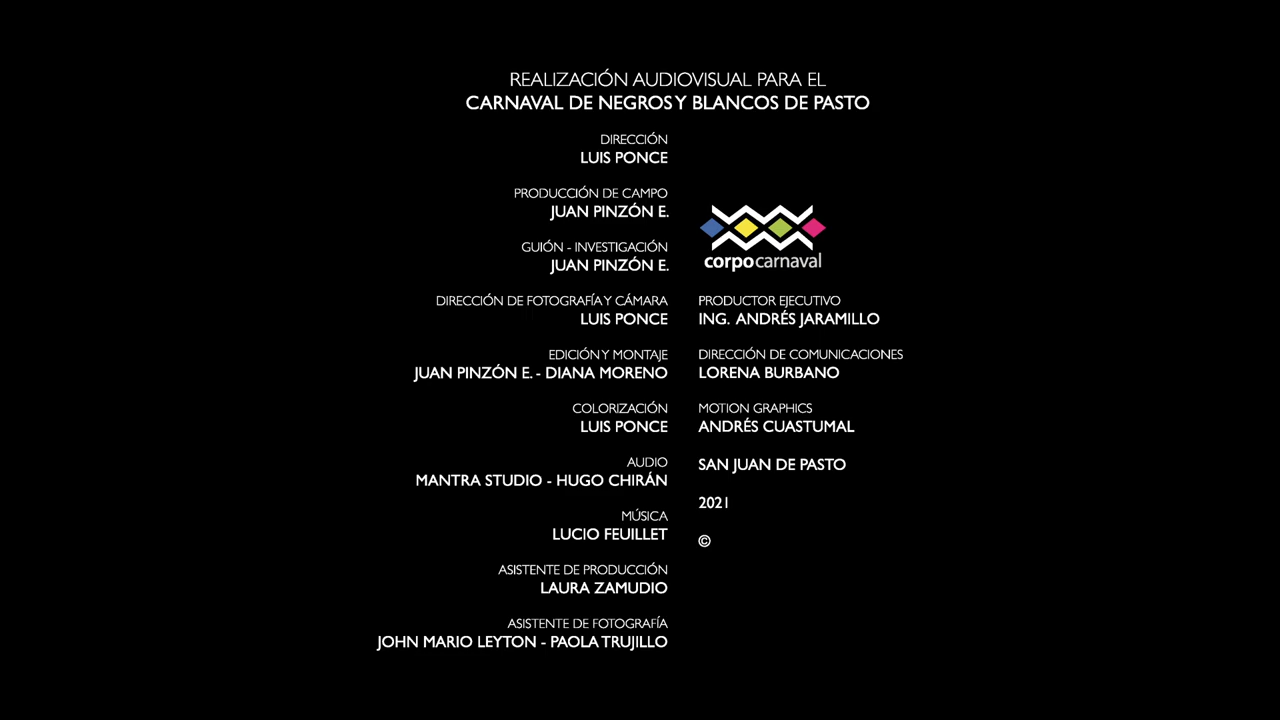 REALIZACIÓN AUDIOVISUAL PARA EL
CARNAVAL DE NEGROS Y BLANCOS DE PASTO
DIRECCIÓN
LUIS PONCE
PRODUCCIÓN DE CAMPO
JUAN PINZÓN E.
GUIÓN - INVESTIGACIÓN
JUAN PINZÓN E.
DIRECCIÓN DE FOTOGRAFÍA Y CÁMARA
LUIS PONCE
EDICIÓN Y MONTAJE
JUAN PINZÓN E. - DIANA MORENO
COLORIZACIÓN
LUIS PONCE
AUDIO
MANTRA STUDIO - HUGO CHIRÁN
MÚSICA
LUCIO FEUILLET
ASISTENTE DE PRODUCCIÓN
LAURA ZAMUDIO
ASISTENTE DE FOTOGRAFÍA
JOHN MARIO LEYTON - PAOLA TRUJILLO
corpocarnaval
PRODUCTOR EJECUTIVO
ING. ANDRÉS JARAMILLO
DIRECCIÓN DE COMUNICACIONES
LORENA BURBANO
MOTION GRAPHICS
ANDRÉS CUASTUMAL
SAN JUAN DE PASTO
2021
©